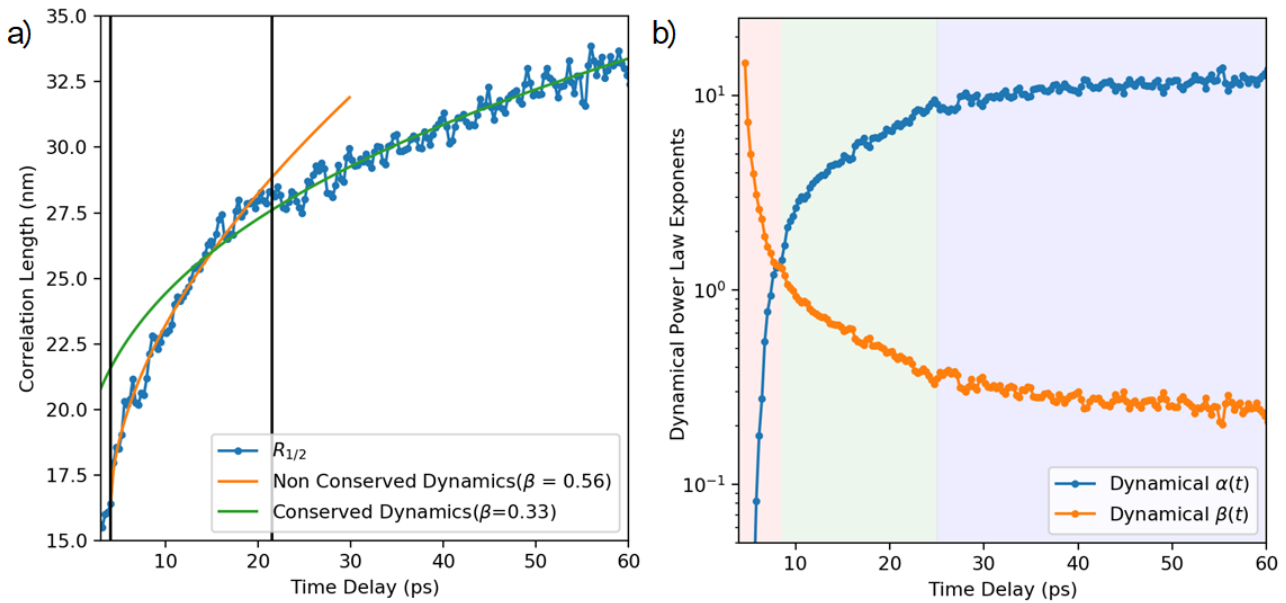 a)
35.0
32.5
30.0
27.5
25.0
22.5
20.0
17.5
15.0
Correlation Length (nm)
10 20 30 40 50 60
Time Delay (ps)
R1/2
Non Conserved Dynamics(β = 0.56)
Conserved Dynamics(β=0.33)
b)
10¹
10⁰
10⁻¹
Dynamical Power Law Exponents
10 20 30 40 50 60
Time Delay (ps)
Dynamical α(t)
Dynamical β(t)